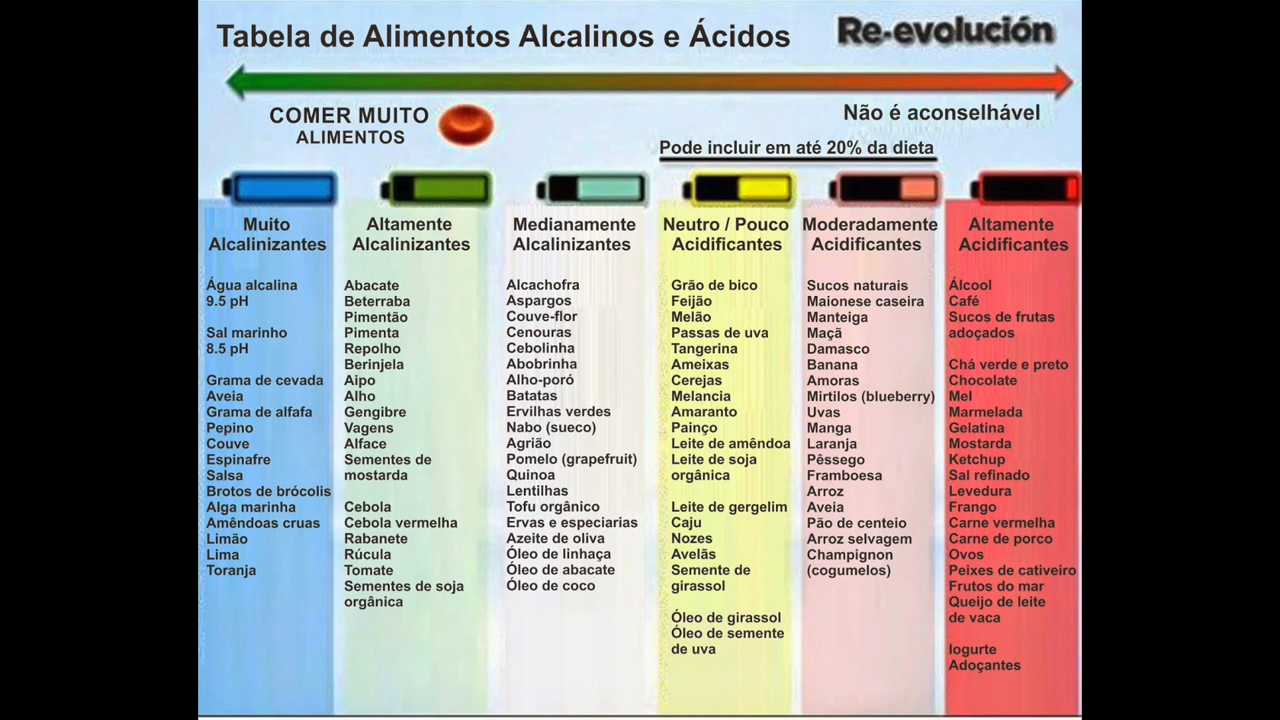 Tabela de Alimentos Alcalinos e Ácidos
Re-evolución
COMER MUITO
ALIMENTOS
Não é aconselhável
Pode incluir em até 20% da dieta
Muito
Alcalinizantes
Água alcalina
9.5 pH
Sal marinho
8.5 pH
Grama de cevada
Aveia
Grama de alfafa
Pepino
Couve
Espinafre
Salsa
Brotos de brócolis
Alga marinha
Amêndoas cruas
Limão
Lima
Toranja
Altamente
Alcalinizantes
Abacate
Beterraba
Pimentão
Pimenta
Repolho
Berinjela
Aipo
Alho
Gengibre
Vagens
Alface
Sementes de
mostarda
Cebola
Cebola vermelha
Rabanete
Rúcula
Tomate
Sementes de soja
orgânica
Medianamente
Alcalinizantes
Alcachofra
Aspargos
Couve-flor
Cenouras
Cebolinha
Abobrinha
Alho-poró
Batatas
Ervilhas verdes
Nabo (sueco)
Agrião
Pomelo (grapefruit)
Quinoa
Lentilhas
Tofu orgânico
Ervas e especiarias
Azeite de oliva
Óleo de linhaça
Óleo de abacate
Óleo de coco
Neutro / Pouco
Acidificantes
Grão de bico
Feijão
Melão
Passas de uva
Tangerina
Ameixas
Cerejas
Melancia
Amaranto
Painço
Leite de amêndoa
Leite de soja
orgânica
Leite de gergelim
Caju
Nozes
Avelãs
Semente de
girassol
Óleo de girassol
Óleo de semente
de uva
Moderadamente
Acidificantes
Sucos naturais
Maionese caseira
Manteiga
Maçã
Damasco
Banana
Amoras
Mirtilos (blueberry)
Uvas
Manga
Laranja
Pêssego
Framboesa
Arroz
Aveia
Pão de centeio
Arroz selvagem
Champignon
(cogumelos)
Altamente
Acidificantes
Álcool
Café
Sucos de frutas
adoçados
Chá verde e preto
Chocolate
Mel
Marmelada
Gelatina
Mostarda
Ketchup
Sal refinado
Levedura
Frango
Carne vermelha
Carne de porco
Ovos
Peixes de cativeiro
Frutos do mar
Queijo de leite
de vaca
Iogurte
Adoçantes